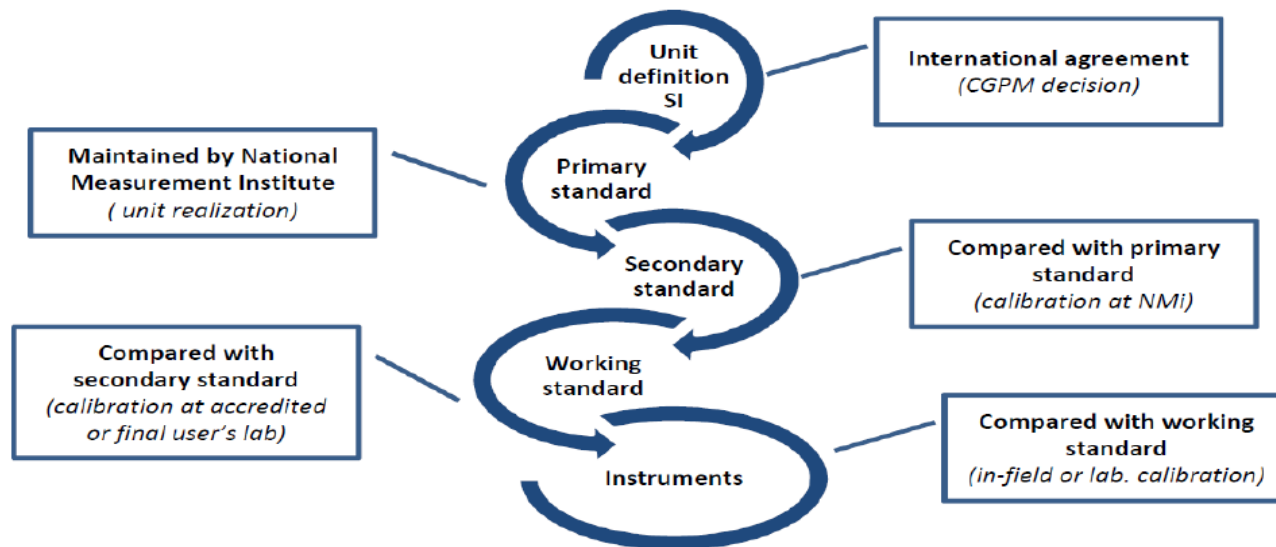 Unit
definition
SI
International agreement
(CGPM decision)
Maintained by National
Measurement Institute
( unit realization)
Primary
standard
Secondary
standard
Compared with primary
standard
(calibration at NMi)
Compared with
secondary standard
(calibration at accredited
or final user's lab)
Working
standard
Compared with working
standard
(in-field or lab. calibration)
Instruments